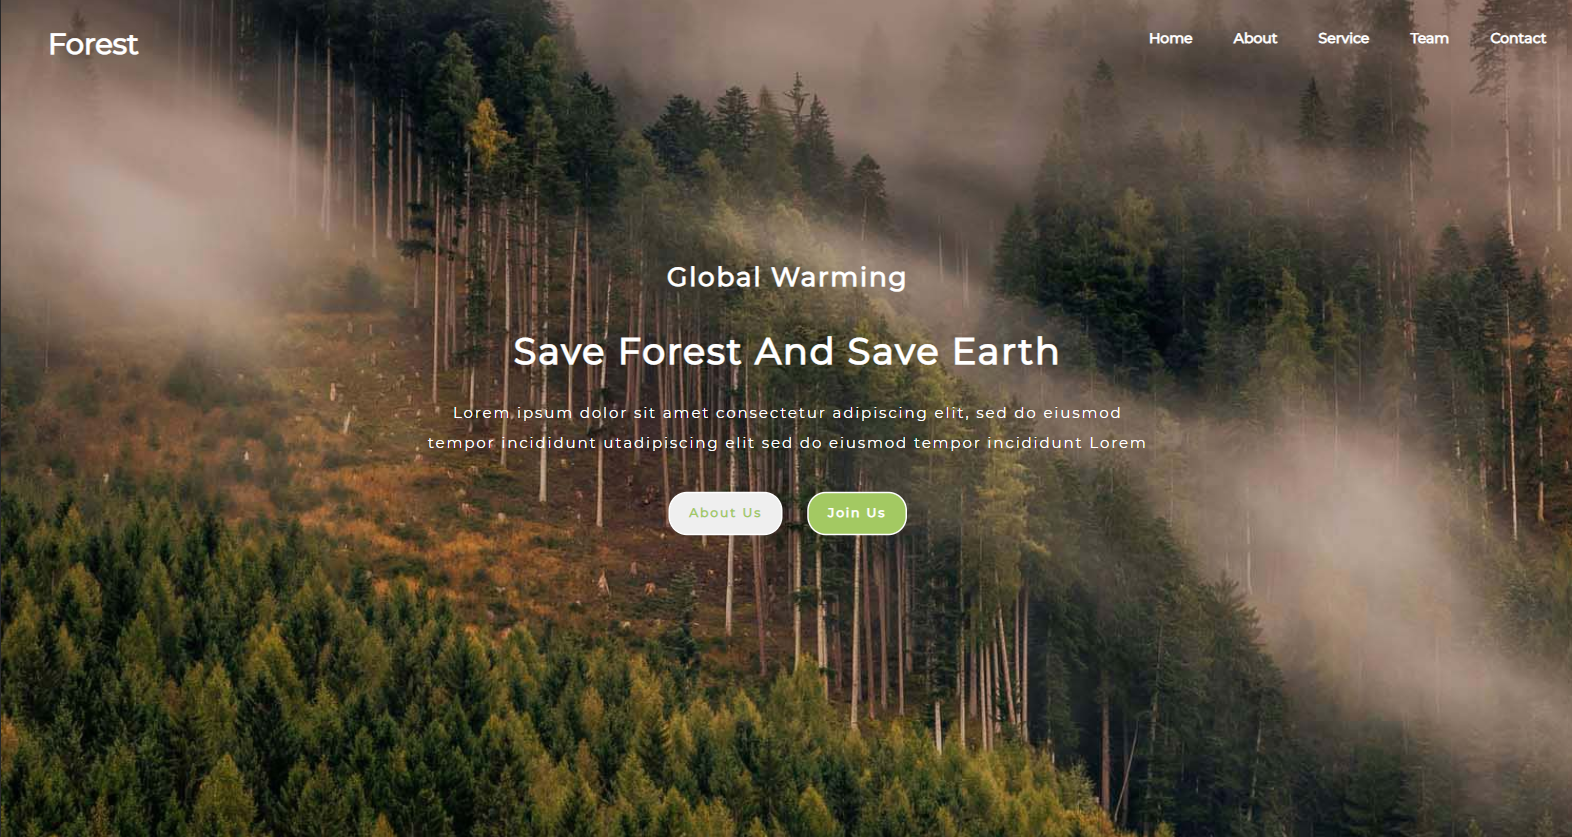 Forest
Home About Service Team Contact
Global Warming
Save Forest And Save Earth
Lorem ipsum dolor sit amet consectetur adipiscing elit, sed do eiusmod
tempor incididunt utadipiscing elit sed do eiusmod tempor incididunt Lorem
About Us Join Us